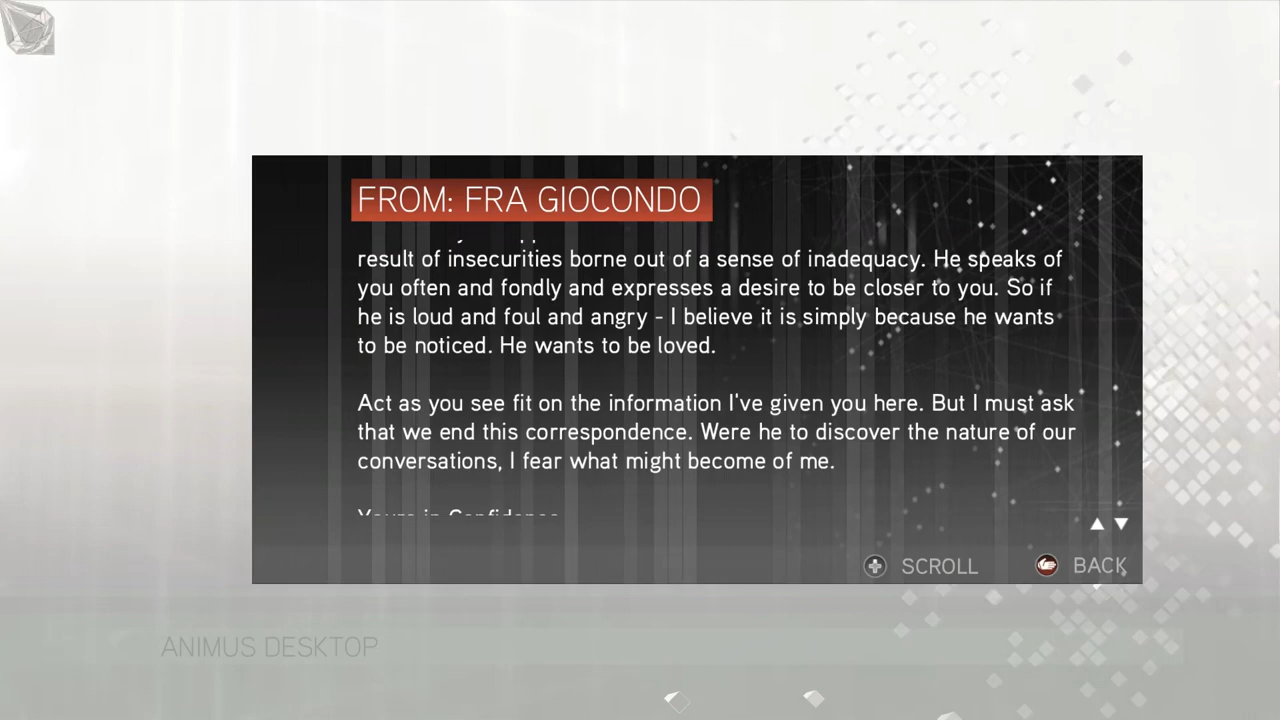 FROM: FRA GIOCONDO
result of insecurities borne out of a sense of inadequacy. He speaks of
you often and fondly and expresses a desire to be closer to you. So if
he is loud and foul and angry - I believe it is simply because he wants
to be noticed. He wants to be loved.
Act as you see fit on the information I've given you here. But I must ask
that we end this correspondence. Were he to discover the nature of our
conversations, I fear what might become of me.
Yours in Confidence
SCROLL
BACK
ANIMUS DESKTOP